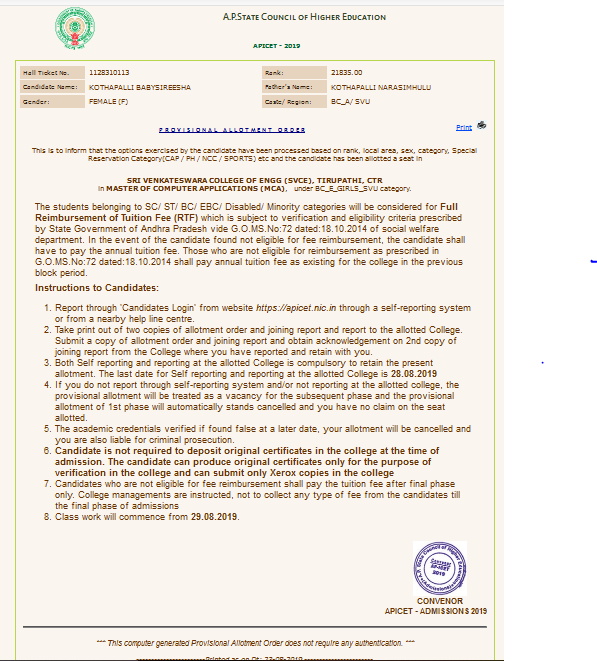 A.P.STATE COUNCIL OF HIGHER EDUCATION
APICET - 2019
Hall Ticket No. 1128310113 Rank: 21835.00
Candidate Name: KOTHAPALLI BABYSIREESHA Father's Name: KOTHAPALLI NARASIMHULU
Gender: FEMALE (F) Caste/ Region: BC_A/ SVU
Print
PROVISIONAL ALLOTMENT ORDER
This is to inform that the options exercised by the candidate have been processed based on rank, local area, sex, category, Special
Reservation Category(CAP / PH / NCC / SPORTS) etc and the candidate has been allotted a seat in
SRI VENKATESWARA COLLEGE OF ENGG (SVCE), TIRUPATHI, CTR
in MASTER OF COMPUTER APPLICATIONS (MCA), under BC_E_GIRLS_SVU category.
The students belonging to SC/ ST/ BC/ EBC/ Disabled/ Minority categories will be considered for Full
Reimbursement of Tuition Fee (RTF) which is subject to verification and eligibility criteria prescribed
by State Government of Andhra Pradesh vide G.O.MS.No:72 dated:18.10.2014 of social welfare
department. In the event of the candidate found not eligible for fee reimbursement, the candidate shall
have to pay the annual tuition fee. Those who are not eligible for reimbursement as prescribed in
G.O.MS.No:72 dated:18.10.2014 shall pay annual tuition fee as existing for the college in the previous
block period.
Instructions to Candidates:
1. Report through 'Candidates Login' from website https://apicet.nic.in through a self-reporting system
or from a nearby help line centre.
2. Take print out of two copies of allotment order and joining report and report to the allotted College.
Submit a copy of allotment order and joining report and obtain acknowledgement on 2nd copy of
joining report from the College where you have reported and retain with you.
3. Both Self reporting and reporting at the allotted College is compulsory to retain the present
allotment. The last date for Self reporting and reporting at the allotted College is 28.08.2019
4. If you do not report through self-reporting system and/or not reporting at the allotted college, the
provisional allotment will be treated as a vacancy for the subsequent phase and the provisional
allotment of 1st phase will automatically stands cancelled and you have no claim on the seat
allotted.
5. The academic credentials verified if found false at a later date, your allotment will be cancelled and
you are also liable for criminal prosecution.
6. Candidate is not required to deposit original certificates in the college at the time of
admission. The candidate can produce original certificates only for the purpose of
verification in the college and can submit only Xerox copies in the college
7. Candidates who are not eligible for fee reimbursement shall pay the tuition fee after final phase
only. College managements are instructed, not to collect any type of fee from the candidates till
the final phase of admissions
8. Class work will commence from 29.08.2019.
CONVENOR
APICET - ADMISSIONS 2019
*** This computer generated Provisional Allotment Order does not require any authentication. ***